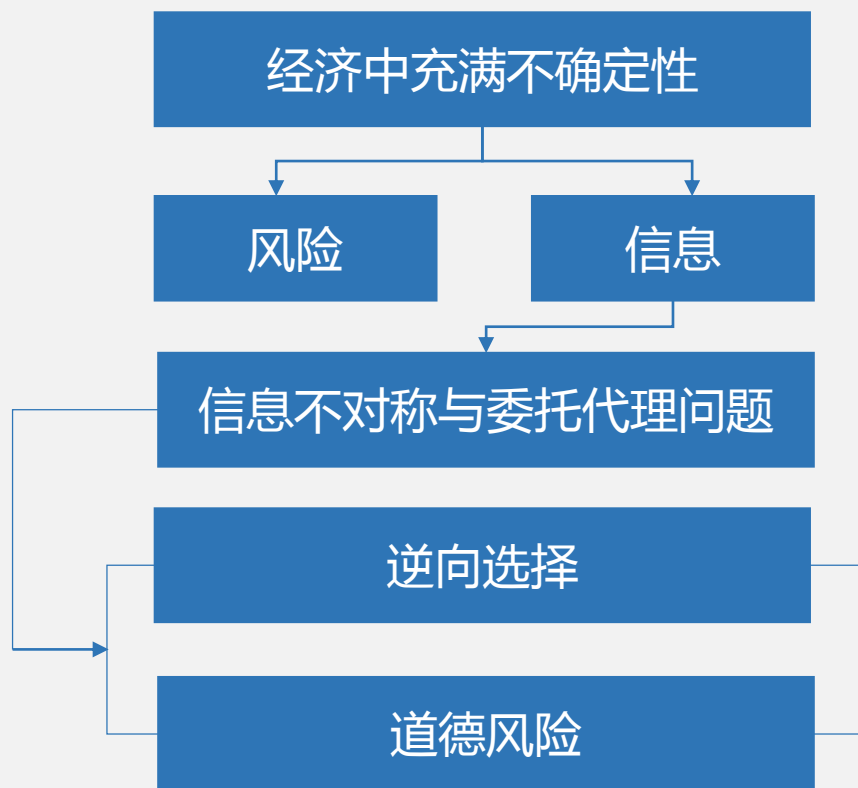 经济中充满不确定性
风险
信息
信息不对称与委托代理问题
逆向选择
道德风险